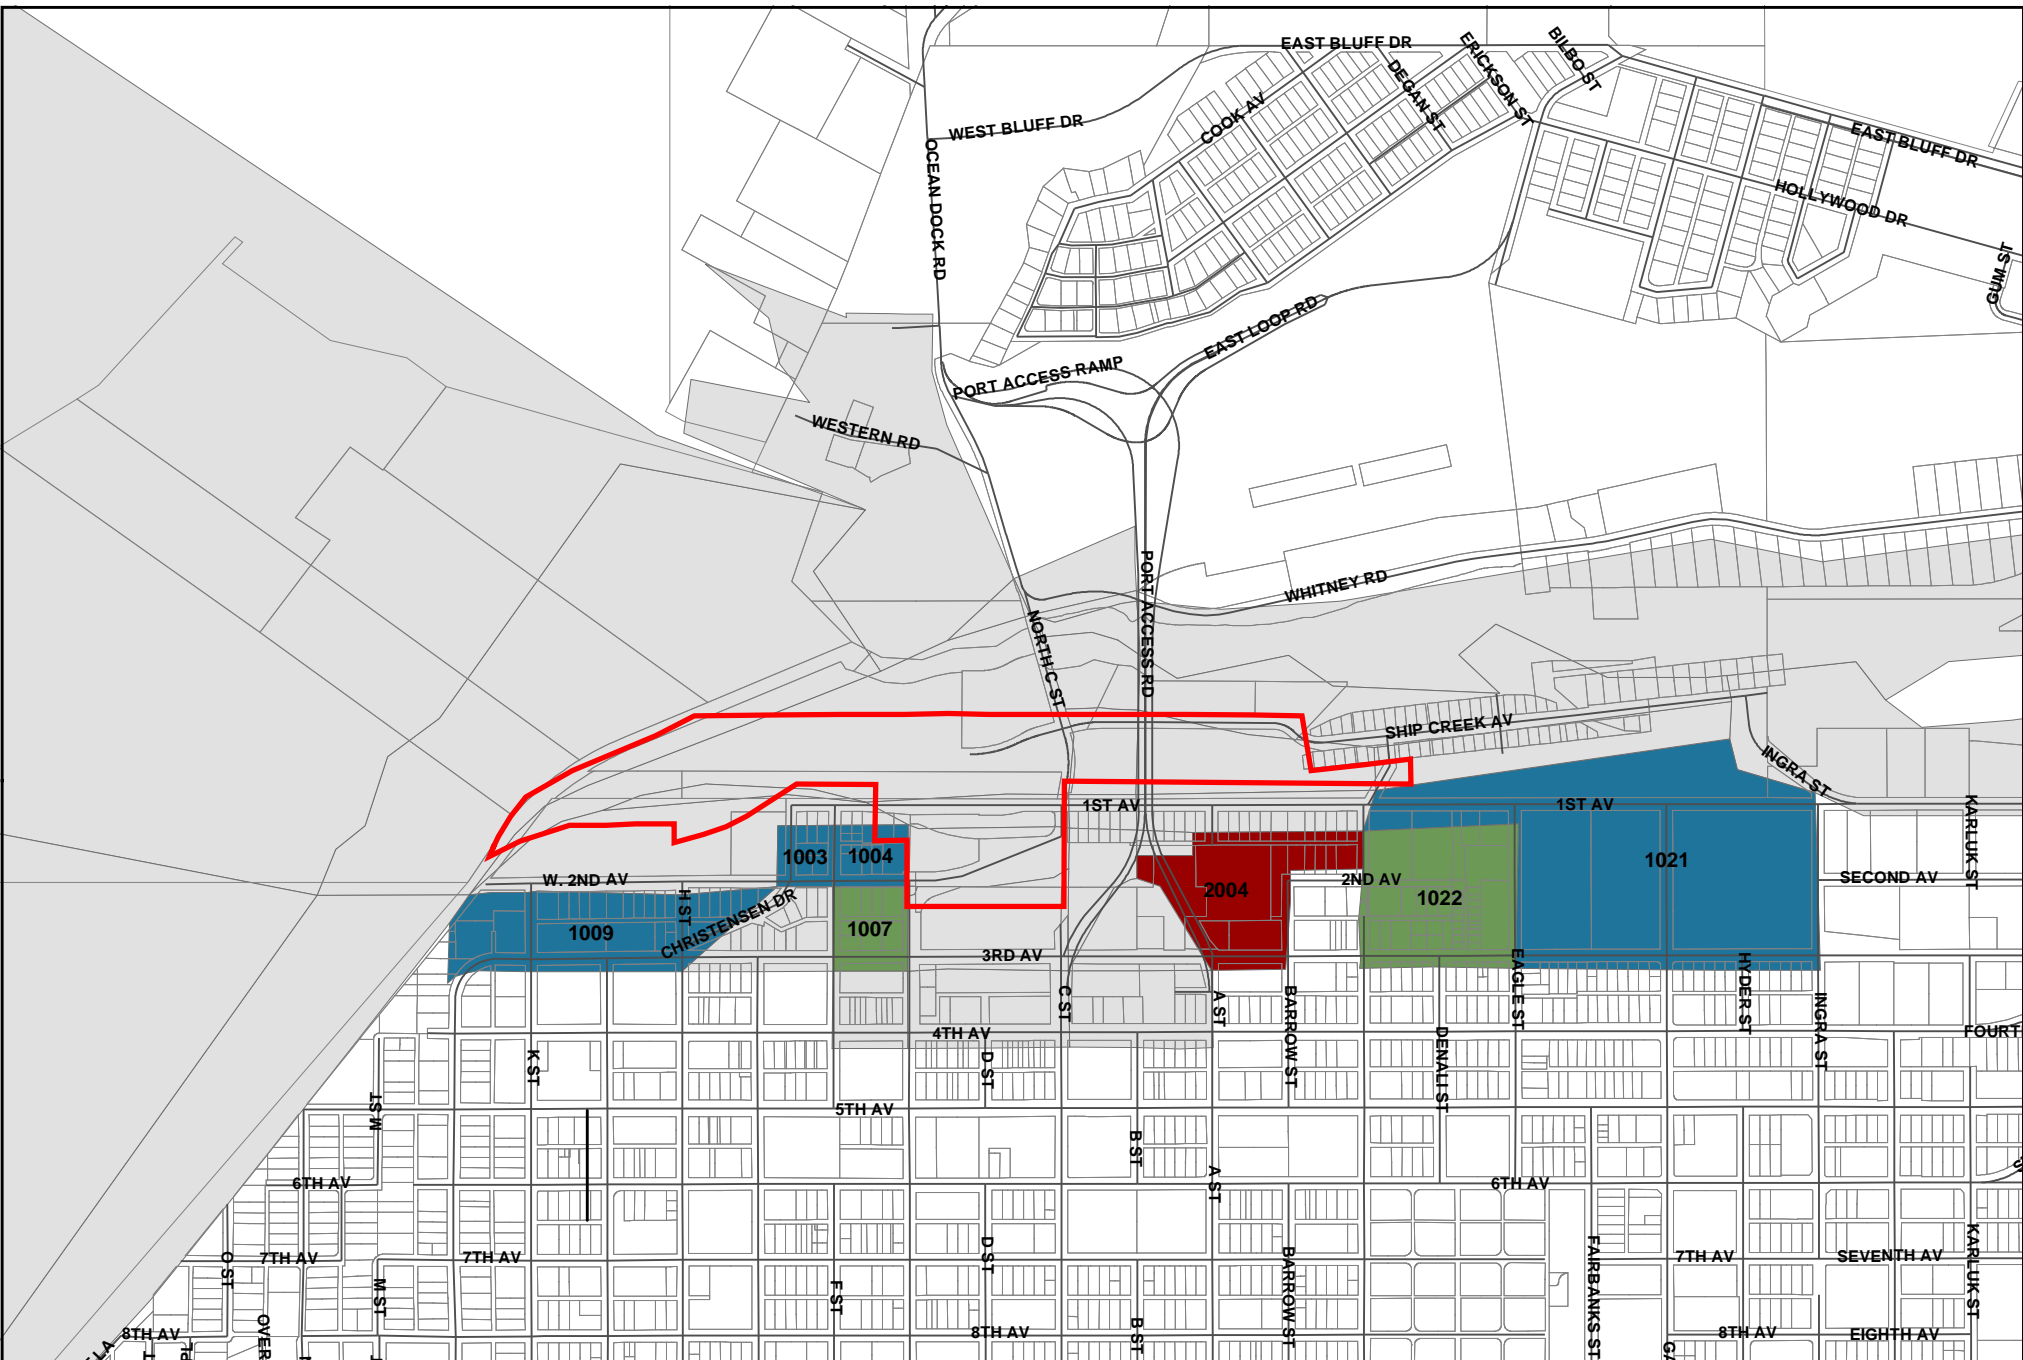 EAST BLUFF DR
ERICKSON ST
BILBO ST
DEGAN ST
COOK AV
WEST BLUFF DR
EAST BLUFF DR
OCEAN DOCK RD
HOLLYWOOD DR
GUM ST
EAST LOOP RD
PORT ACCESS RAMP
WESTERN RD
WHITNEY RD
PORT ACCESS RD
NORTH C ST
SHIP CREEK AV
INGRA ST
1ST AV
1ST AV
KARLUK ST
1003
1004
1021
W. 2ND AV
2ND AV
SECOND AV
2004
1022
H ST
CHRISTENSEN DR
1009
1007
3RD AV
EAGLE ST
HYDER ST
C ST
A ST
BARROW ST
INGRA ST
4TH AV
FOURT
K ST
D ST
DENALI ST
M ST
5TH AV
B ST
A ST
6TH AV
6TH AV
O ST
7TH AV
7TH AV
D ST
7TH AV
SEVENTH AV
KARLUK ST
M ST
F ST
BARROW ST
FAIRBANKS ST
B ST
8TH AV
OVER
8TH AV
8TH AV
EIGHTH AV
LA
PL
GA